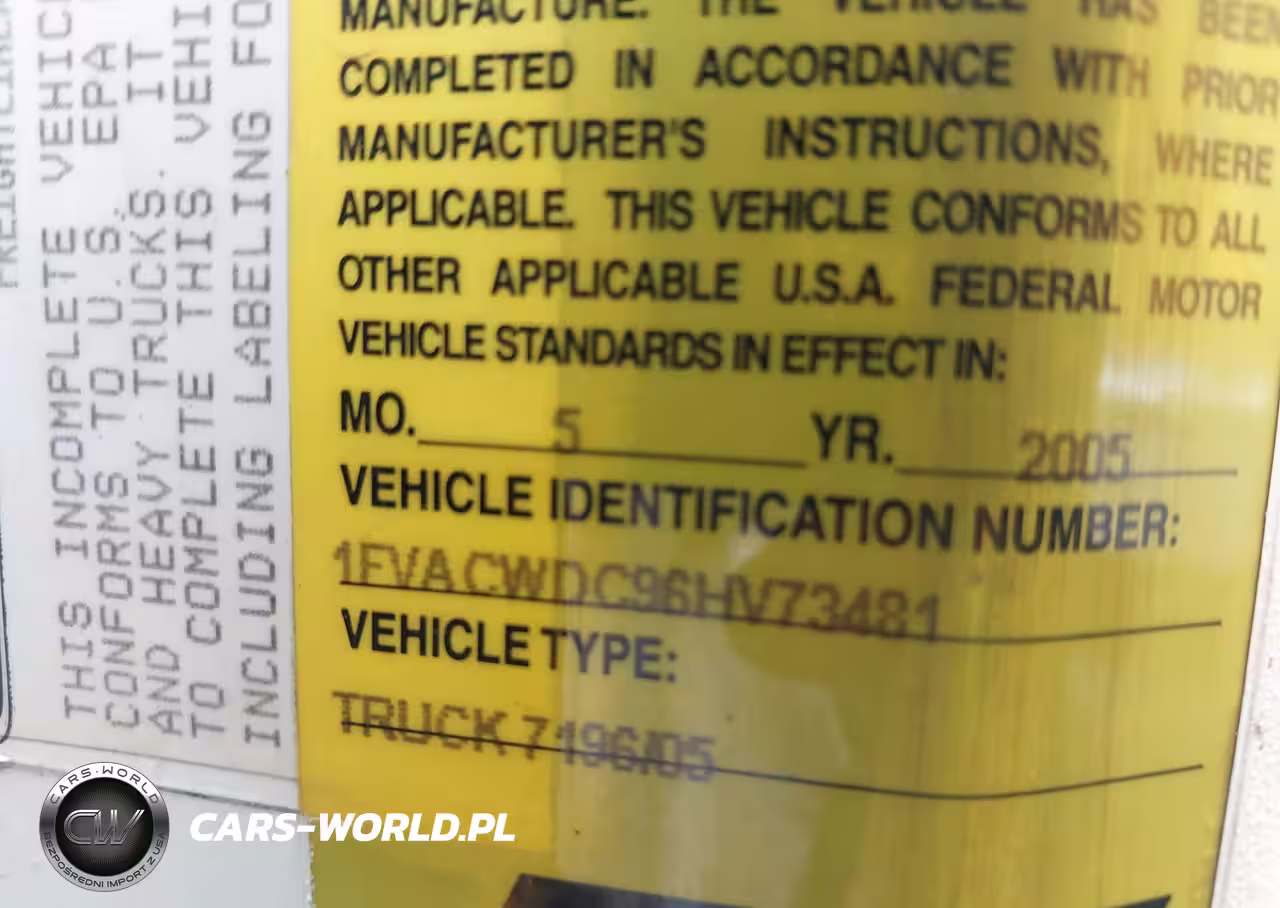 MANUFACTURE. THE VEHICLE HAS BEEN
COMPLETED IN ACCORDANCE WITH PRIOR
MANUFACTURER'S INSTRUCTIONS, WHERE
APPLICABLE. THIS VEHICLE CONFORMS TO ALL
OTHER APPLICABLE U.S.A. FEDERAL MOTOR
VEHICLE STANDARDS IN EFFECT IN:
MO. 5 YR. 2005
VEHICLE IDENTIFICATION NUMBER:
1FVACWDC96HV73481
VEHICLE TYPE:
TRUCK 7196/05
THIS INCOMPLETE VEHIC
CONFORMS TO U.S. EPA
AND HEAVY TRUCKS. IT
TO COMPLETE THIS VEHI
INCLUDING LABELING FO
CARS-WORLD
CW
BEZPOŚREDNI IMPORT Z USA
CARS-WORLD.PL